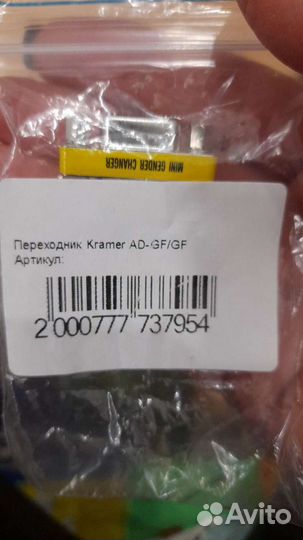 MINI GENDER CHANGER
Переходник Kramer AD-GF/GF
Артикул:
2 000777 737954
Avito